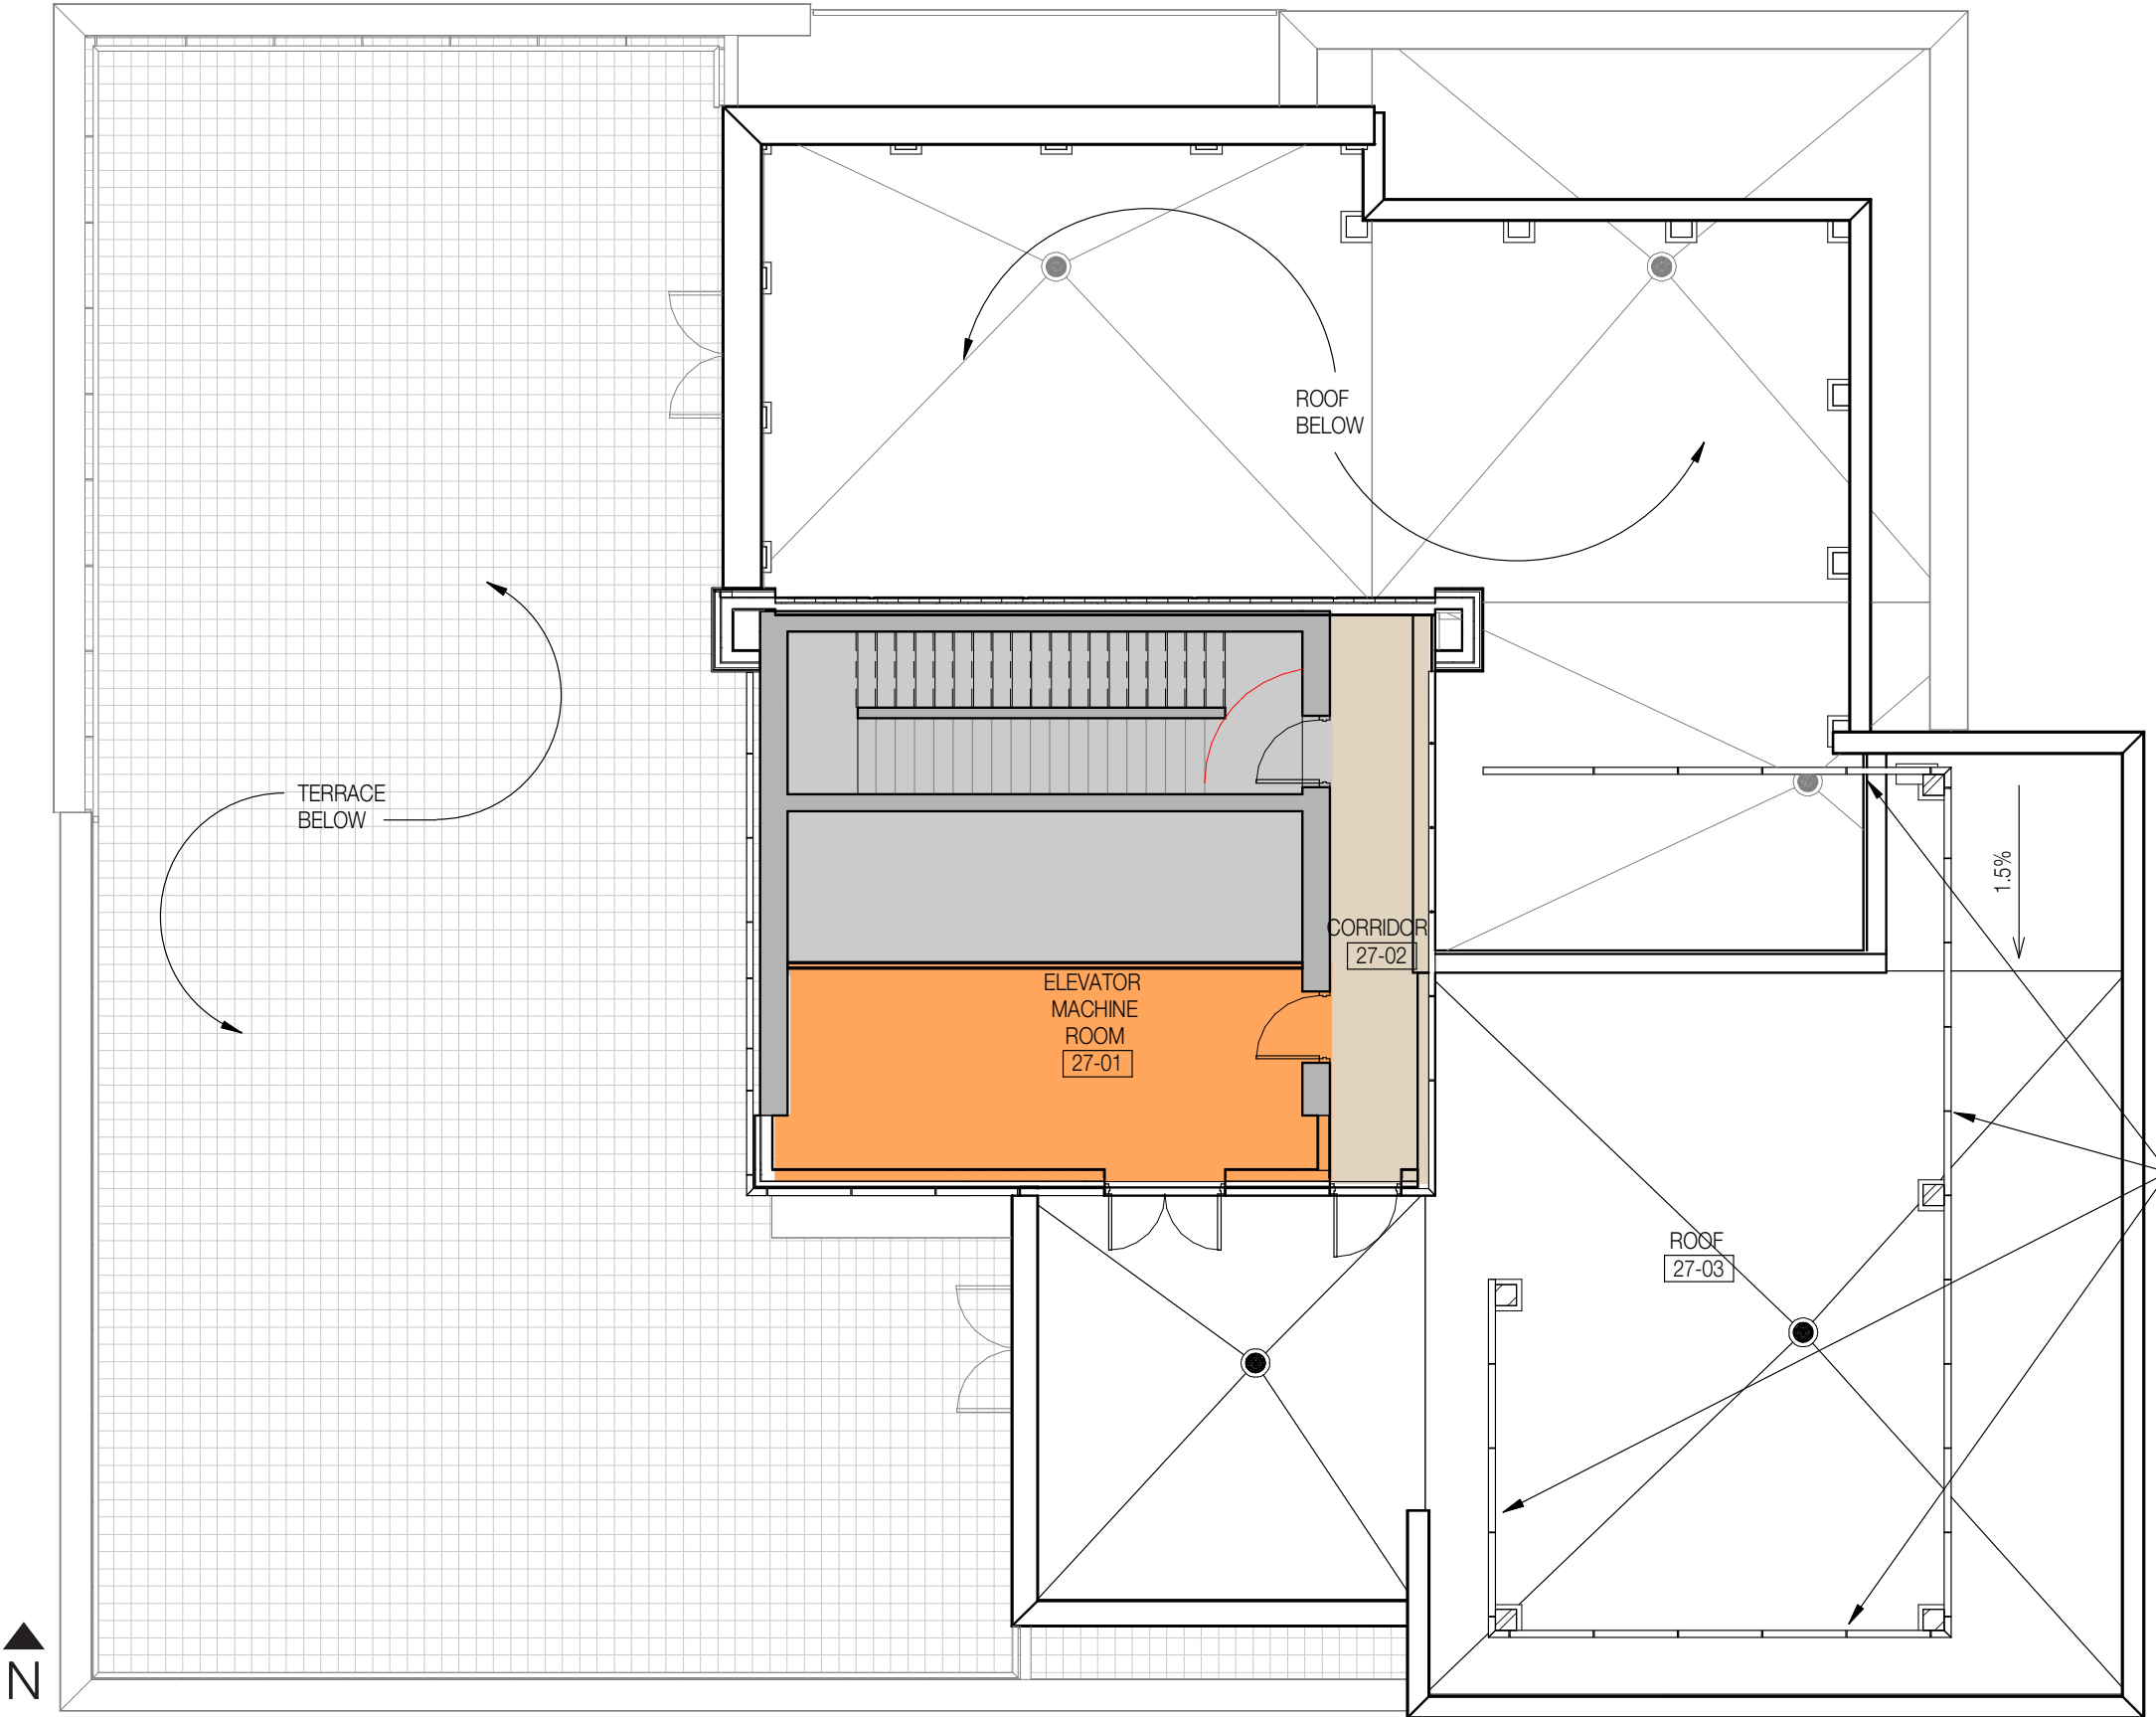 ROOF
BELOW
TERRACE
BELOW
1.5%
CORRIDOR
27-02
ELEVATOR
MACHINE
ROOM
27-01
ROOF
27-03
N